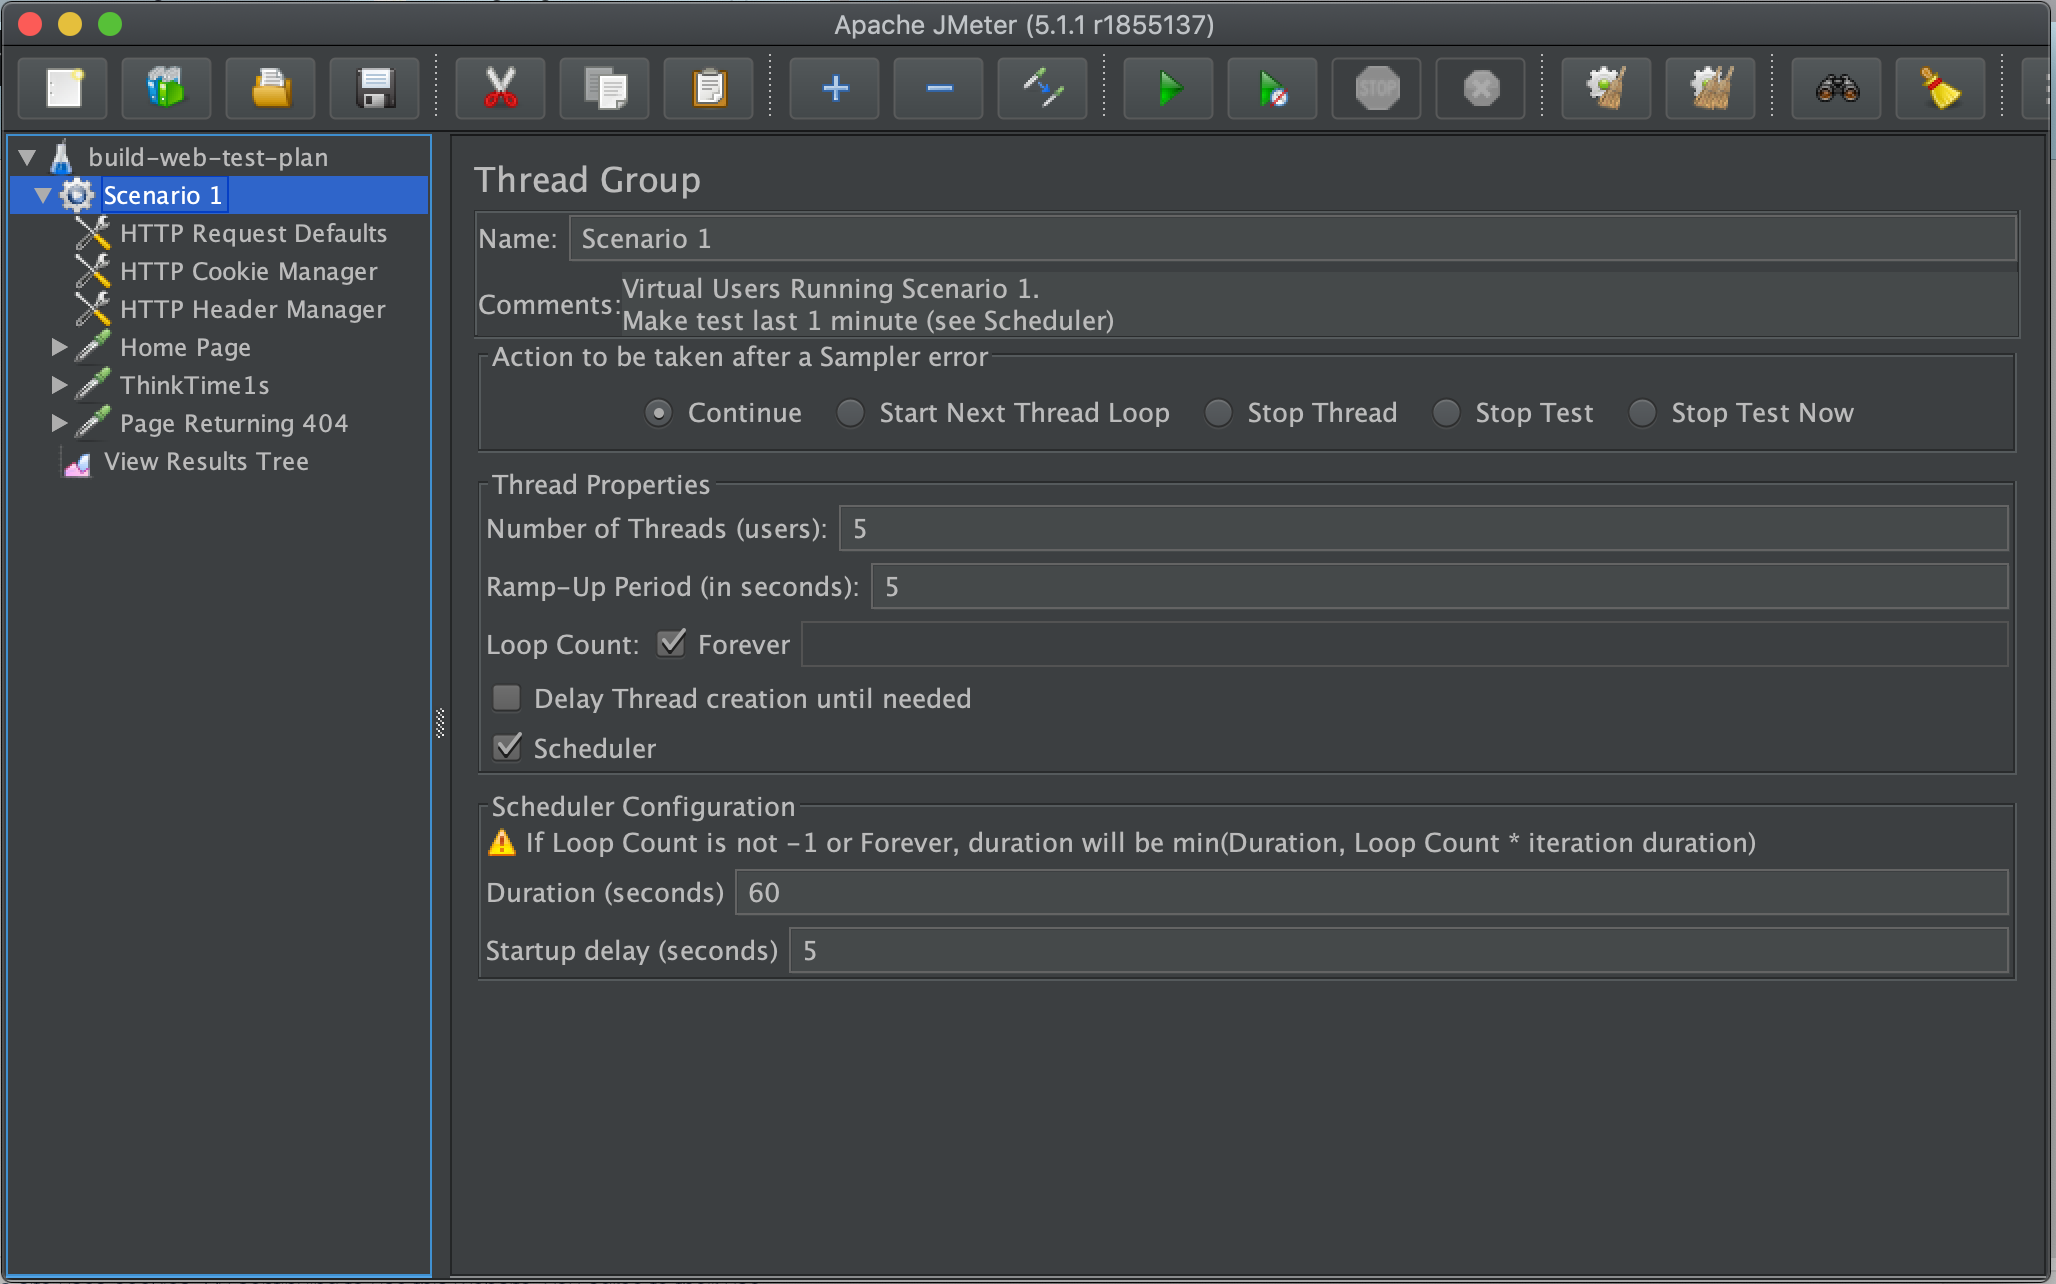 Apache JMeter (5.1.1 r1855137)
STOP
build-web-test-plan
Scenario 1
HTTP Request Defaults
HTTP Cookie Manager
HTTP Header Manager
Home Page
ThinkTime1s
Page Returning 404
View Results Tree
Thread Group
Name: Scenario 1
Comments: Virtual Users Running Scenario 1.
Make test last 1 minute (see Scheduler)
Action to be taken after a Sampler error
Continue Start Next Thread Loop Stop Thread Stop Test Stop Test Now
Thread Properties
Number of Threads (users): 5
Ramp-Up Period (in seconds): 5
Loop Count: Forever
Delay Thread creation until needed
Scheduler
Scheduler Configuration
If Loop Count is not -1 or Forever, duration will be min(Duration, Loop Count * iteration duration)
Duration (seconds) 60
Startup delay (seconds) 5